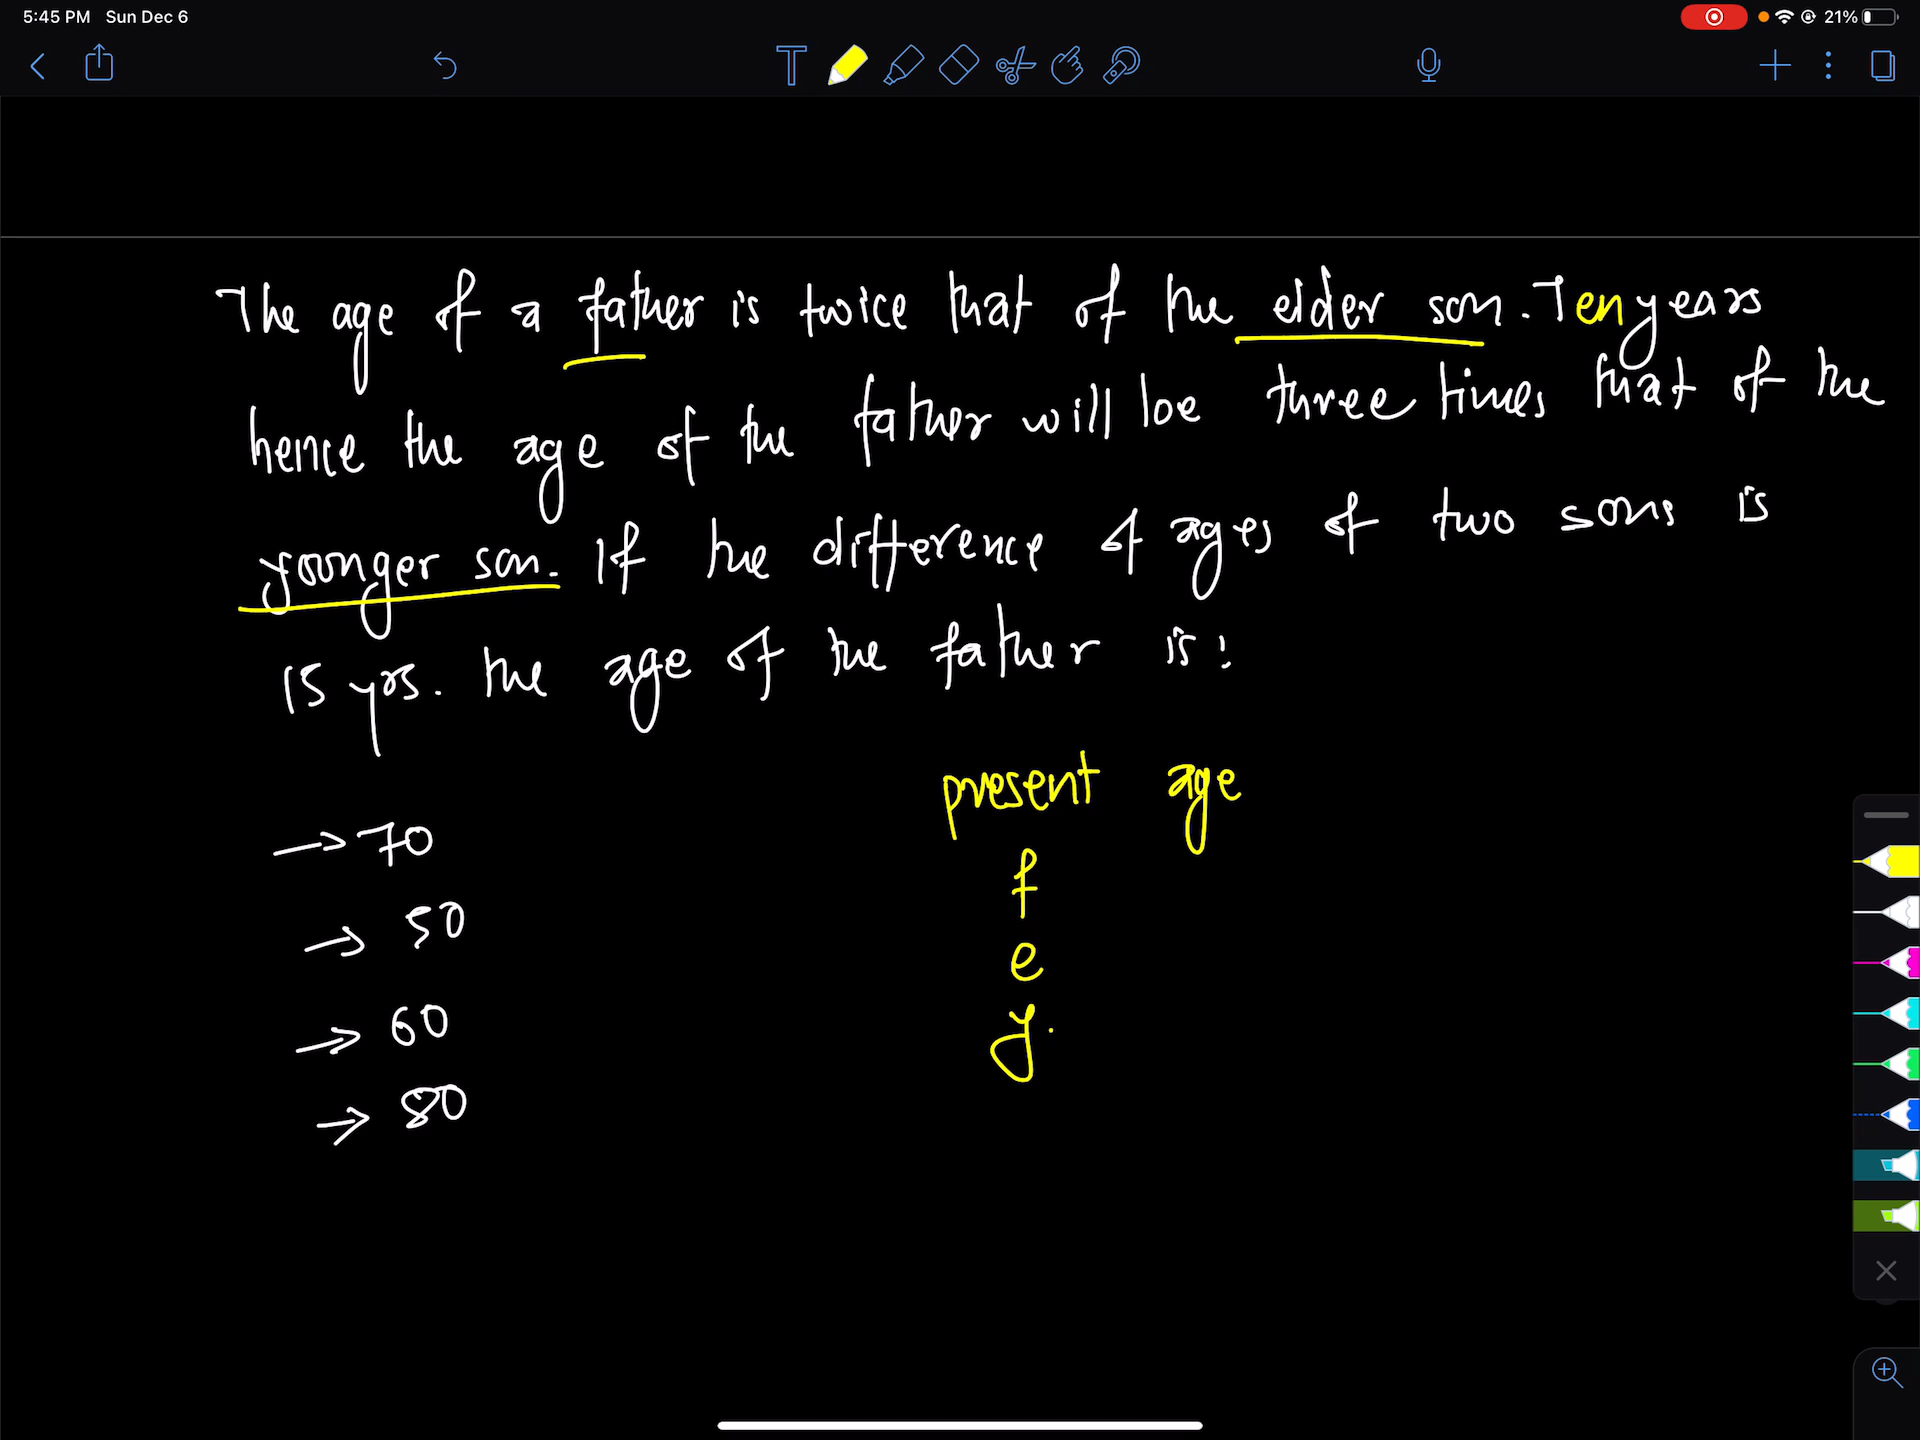 5:45 PM Sun Dec 6
21%
The age of a father is twice that of the elder son. Ten years
hence the age of the father will be three times that of the
younger son. If the difference of ages of two sons is
15 yrs. the age of the father is:
present age
→ 70
f
→ 50
e
→ 60
y.
→ 80